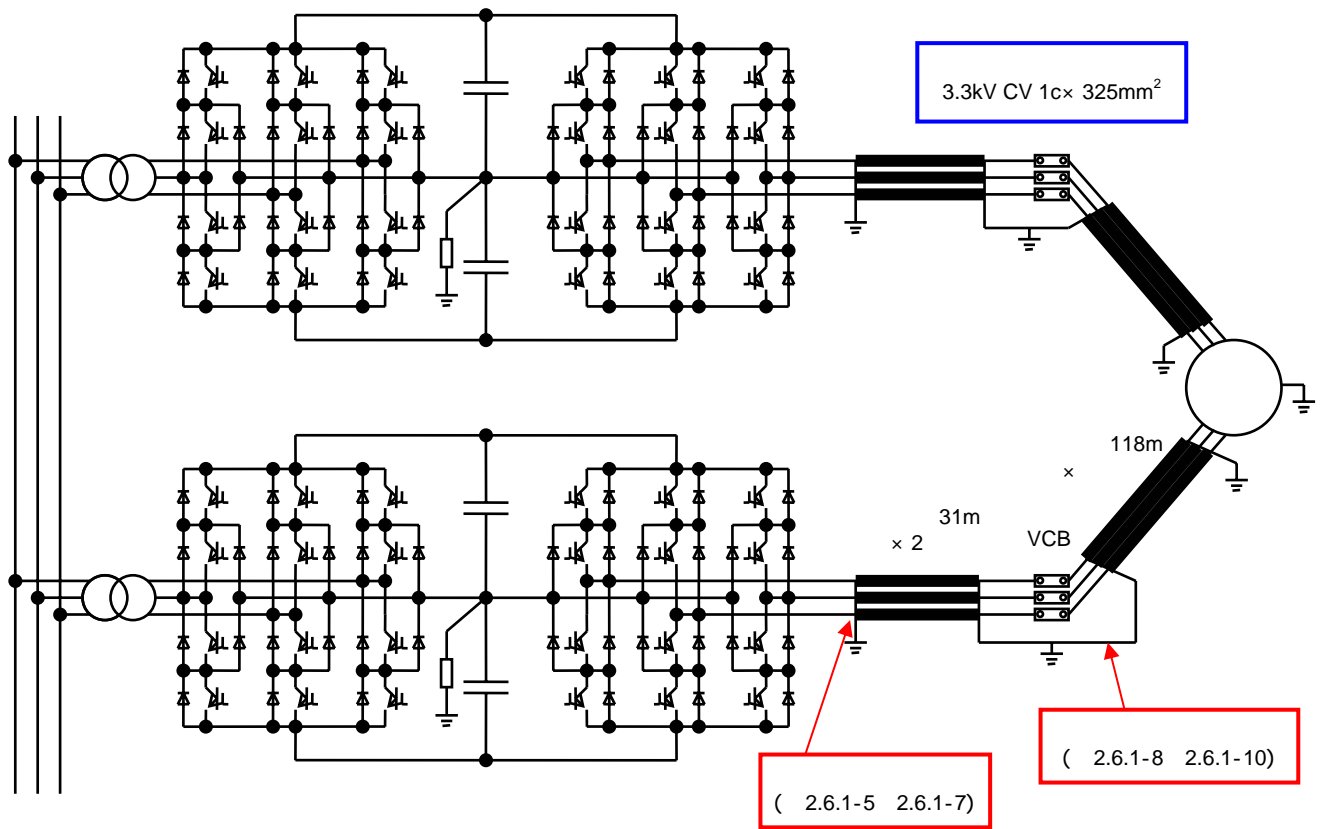 3.3kV CV 1c× 325mm²
118m
×
31m
× 2
VCB
( 2.6.1-8 2.6.1-10)
( 2.6.1-5 2.6.1-7)